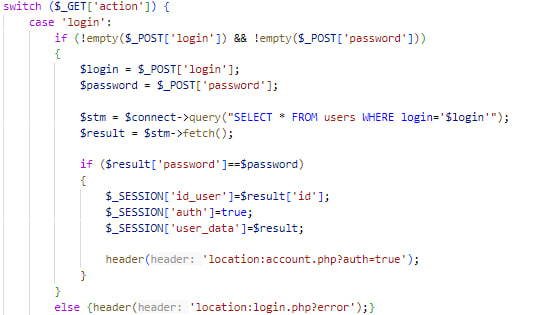 switch ($_GET['action']) {
case 'login':
if (!empty($_POST['login']) && !empty($_POST['password']))
{
$login = $_POST['login'];
$password = $_POST['password'];
$stm = $connect->query("SELECT * FROM users WHERE login='$login'");
$result = $stm->fetch();
if ($result['password']==$password)
{
$_SESSION['id_user']=$result['id'];
$_SESSION['auth']=true;
$_SESSION['user_data']=$result;
header(header: 'location:account.php?auth=true');
}
}
else {header(header: 'location:login.php?error');}